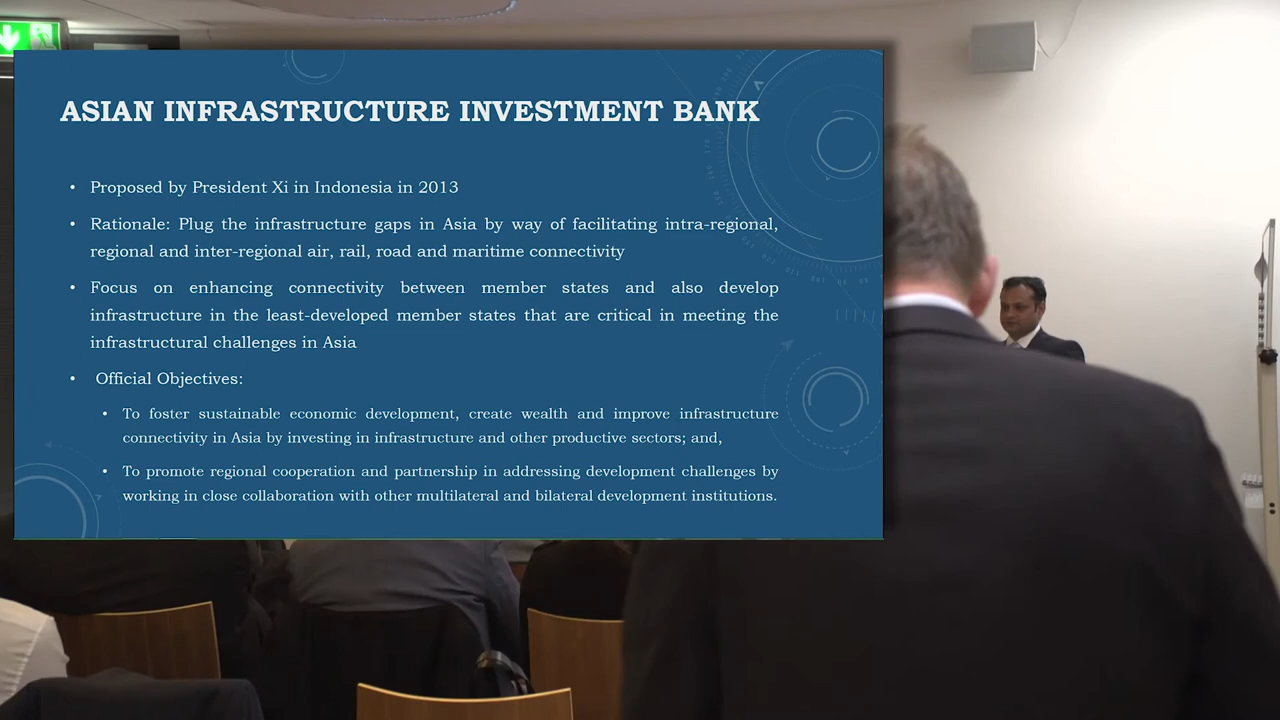 ASIAN INFRASTRUCTURE INVESTMENT BANK
• Proposed by President Xi in Indonesia in 2013
• Rationale: Plug the infrastructure gaps in Asia by way of facilitating intra-regional,
regional and inter-regional air, rail, road and maritime connectivity
• Focus on enhancing connectivity between member states and also develop
infrastructure in the least-developed member states that are critical in meeting the
infrastructural challenges in Asia
• Official Objectives:
• To foster sustainable economic development, create wealth and improve infrastructure
connectivity in Asia by investing in infrastructure and other productive sectors; and,
• To promote regional cooperation and partnership in addressing development challenges by
working in close collaboration with other multilateral and bilateral development institutions.